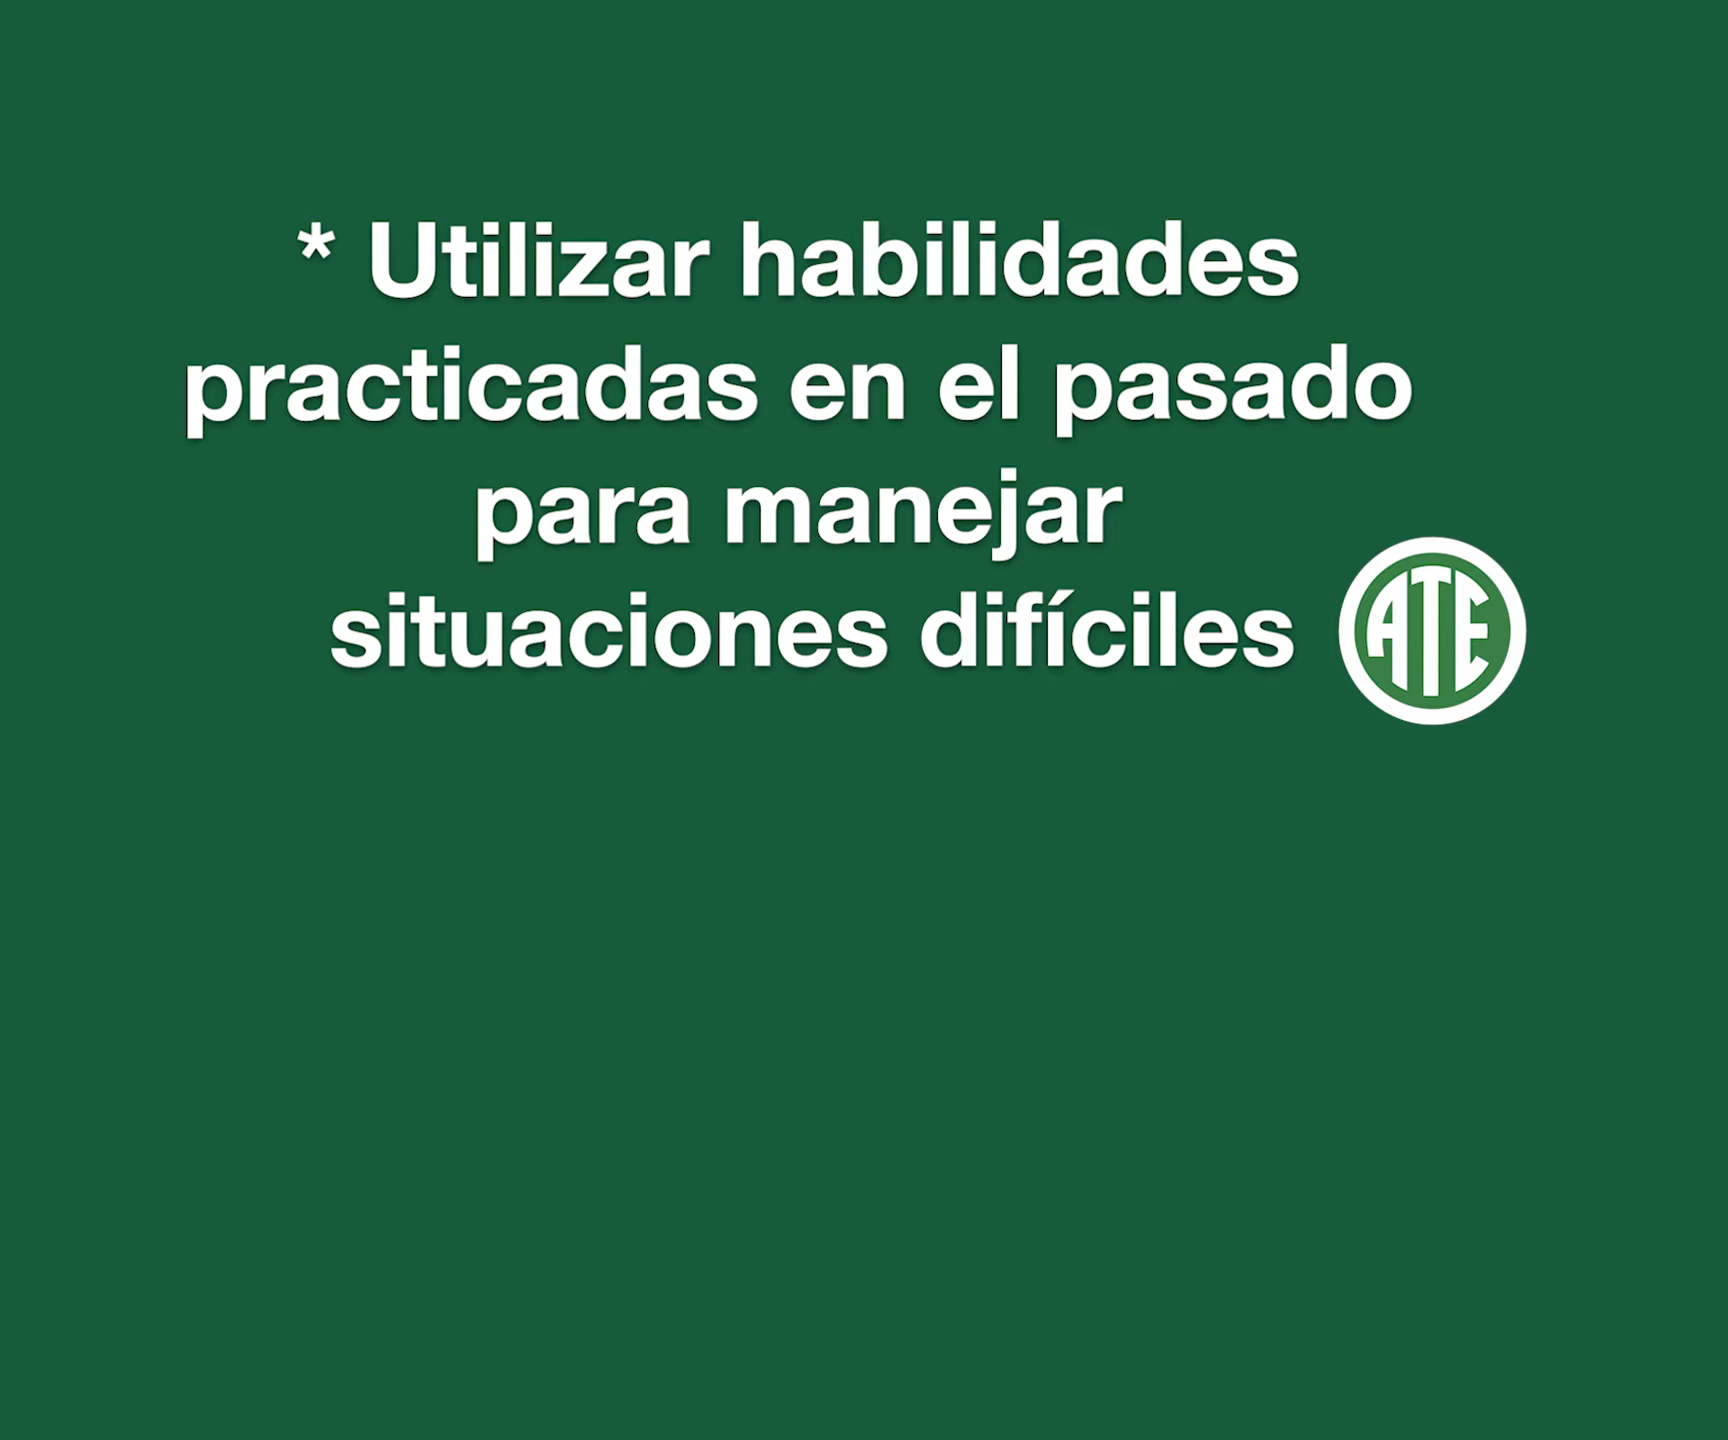 * Utilizar habilidades
practicadas en el pasado
para manejar
situaciones difíciles
ATE